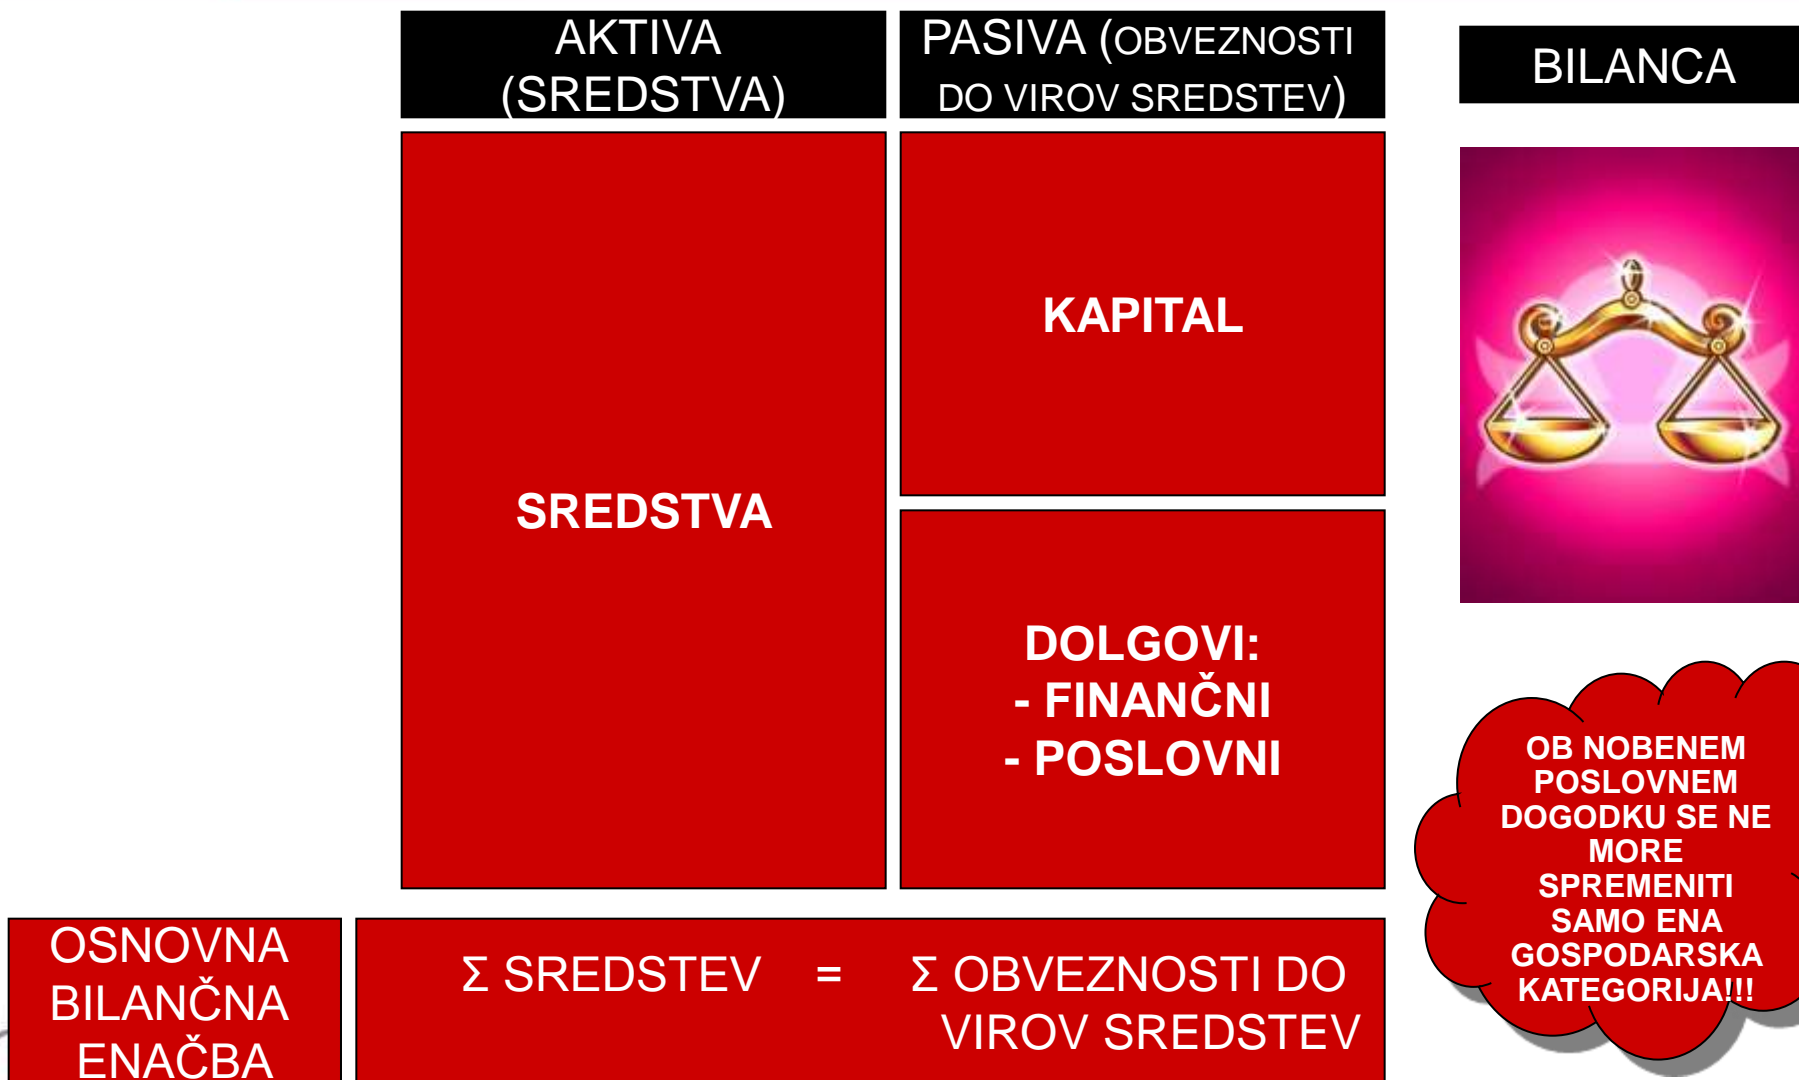 AKTIVA
(SREDSTVA)
PASIVA (OBVEZNOSTI
DO VIROV SREDSTEV)
BILANCA
SREDSTVA
KAPITAL
DOLGOVI:
- FINANČNI
- POSLOVNI
OB NOBENEM
POSLOVNEM
DOGODKU SE NE
MORE
SPREMENITI
SAMO ENA
GOSPODARSKA
KATEGORIJA!!!
OSNOVNA
BILANČNA
ENAČBA
Σ SREDSTEV = Σ OBVEZNOSTI DO
VIROV SREDSTEV